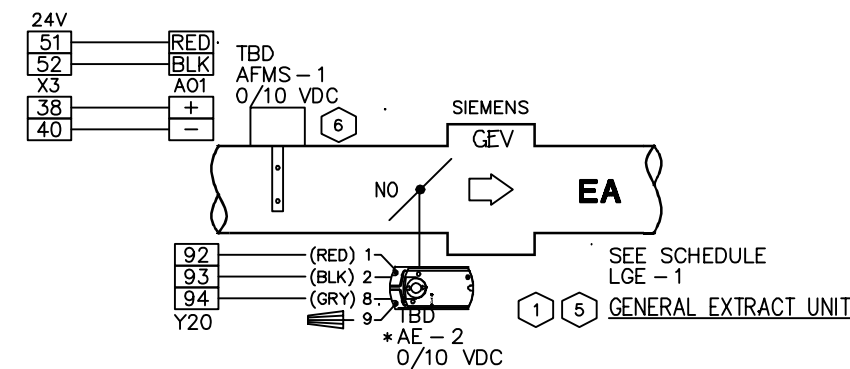 24V
51 RED
52 BLK
X3 A01
38 +
40 -
TBD
AFMS-1
0/10 VDC
6
SIEMENS
GEV
NO
EA
92 (RED) 1
93 (BLK) 2
94 (GRY) 8
Y20 9
TBD
*AE-2
0/10 VDC
SEE SCHEDULE
LGE-1
1 5 GENERAL EXTRACT UNIT